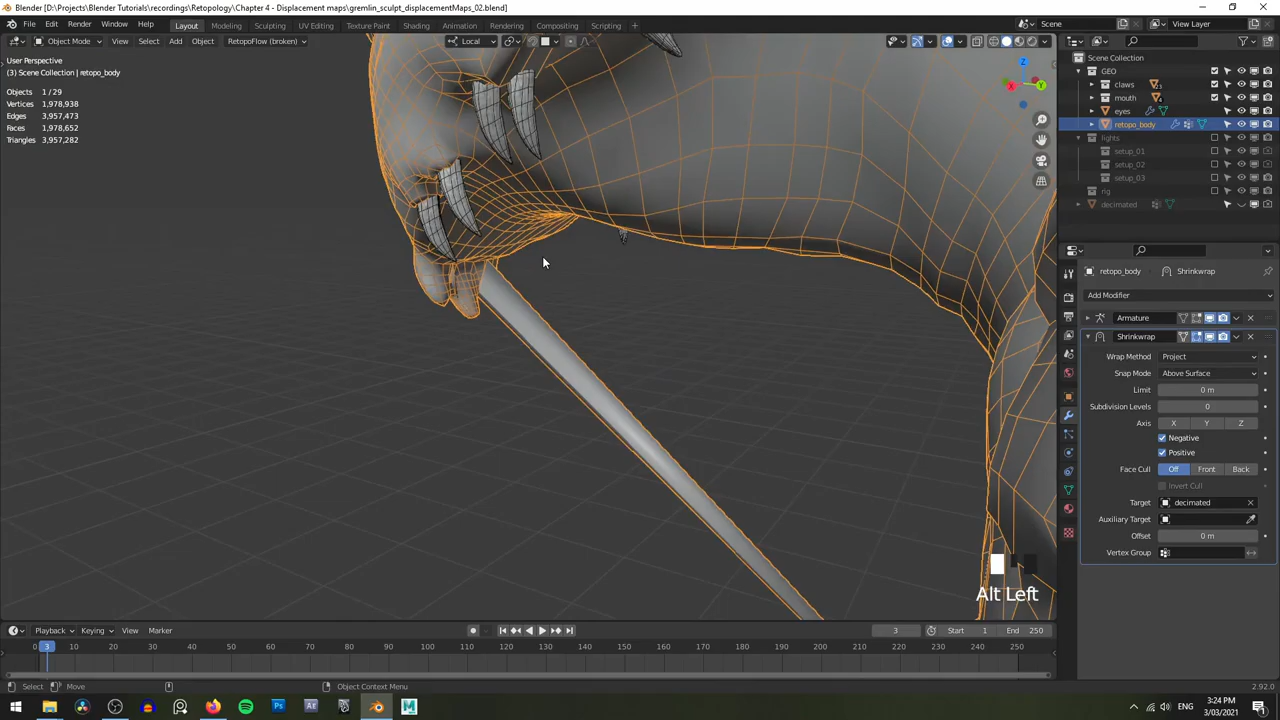 Blender [D:\Projects\Blender Tutorials\recordings\Retopology\Chapter 4 - Displacement maps\gremlin_sculpt_displacementMaps_02.blend]
File Edit Render Window Help Layout Modeling Sculpting UV Editing Texture Paint Shading Animation Rendering Compositing Scripting Scene View Layer
Object Mode View Select Add Object RetopoFlow (broken) Local
User Perspective
(3) Scene Collection | retopo_body
Objects 1/29
Vertices 1,978,938
Edges 3,957,473
Faces 1,978,652
Triangles 3,957,282
Scene Collection
GEO
claws
mouth
eyes
retopo_body
lights
setup_01
setup_02
setup_03
rig
decimated
retopo_body Shrinkwrap
Add Modifier
Armature
Shrinkwrap
Wrap Method Project
Snap Mode Above Surface
Limit 0 m
Subdivision Levels 0
Axis X Y Z
Negative
Positive
Face Cull Off Front Back
Invert Cull
Target decimated
Auxiliary Target
Offset 0 m
Vertex Group
Alt Left
Playback Keying View Marker 3 Start 1 End 250
0 3 10 20 30 40 50 60 70 80 90 100 110 120 130 140 150 160 170 180 190 200 210 220 230 240 250
Select Move Object Context Menu 2.92.0
ENG 3:24 PM
3/03/2021